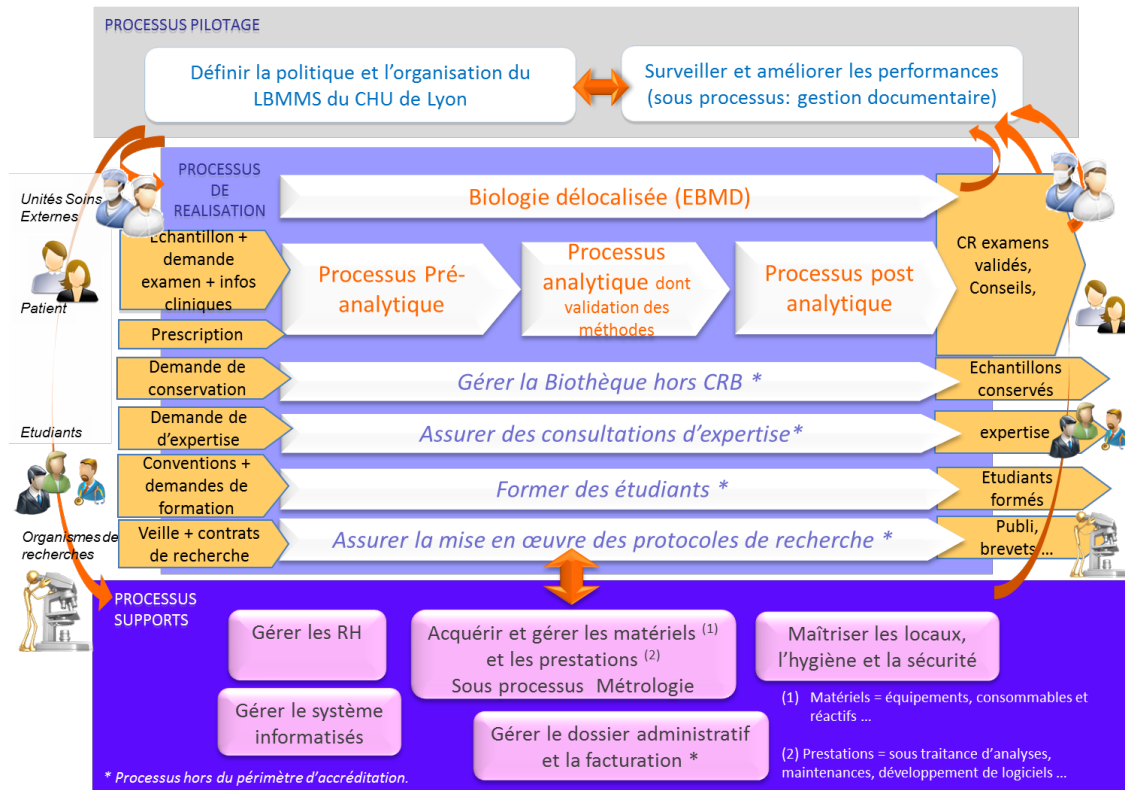 PROCESSUS PILOTAGE
Définir la politique et l'organisation du
LBMMS du CHU de Lyon
Surveiller et améliorer les performances
(sous processus: gestion documentaire)
PROCESSUS
DE
REALISATION
Unités Soins
Externes
Patient
Etudiants
Organismes de
recherches
Biologie délocalisée (EBMD)
Echantillon +
demande
examen + infos
cliniques
Prescription
Processus Pré-
analytique
Processus
analytique dont
validation des
méthodes
Processus post
analytique
CR examens
validés,
Conseils,
Demande de
conservation
Gérer la Biothèque hors CRB *
Echantillons
conservés
Demande de
d'expertise
Assurer des consultations d'expertise*
expertise
Conventions +
demandes de
formation
Former des étudiants *
Etudiants
formés
Veille + contrats
de recherche
Assurer la mise en œuvre des protocoles de recherche *
Publi,
brevets ...
PROCESSUS
SUPPORTS
Gérer les RH
Acquérir et gérer les matériels (1)
et les prestations (2)
Sous processus Métrologie
Maîtriser les locaux,
l'hygiène et la sécurité
Gérer le système
informatisés
Gérer le dossier administratif
et la facturation *
(1) Matériels = équipements, consommables et
réactifs ...
(2) Prestations = sous traitance d'analyses,
maintenances, développement de logiciels ...
* Processus hors du périmètre d'accréditation.